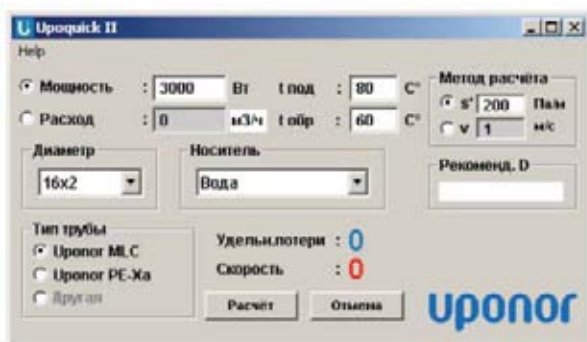 Upoquick II
Help
Мощность : 3000 Вт t под : 80 C° Метод расчёта
Расход : 0 м3/ч t обр : 60 C° s' 200 Па/м
v 1 м/с
Диаметр Носитель Рекоменд. D
16x2 Вода
Тип трубы
Uponor MLC Удельн.потери : 0
Uponor PE-Xa Скорость : 0
Другая Расчёт Отмена uponor